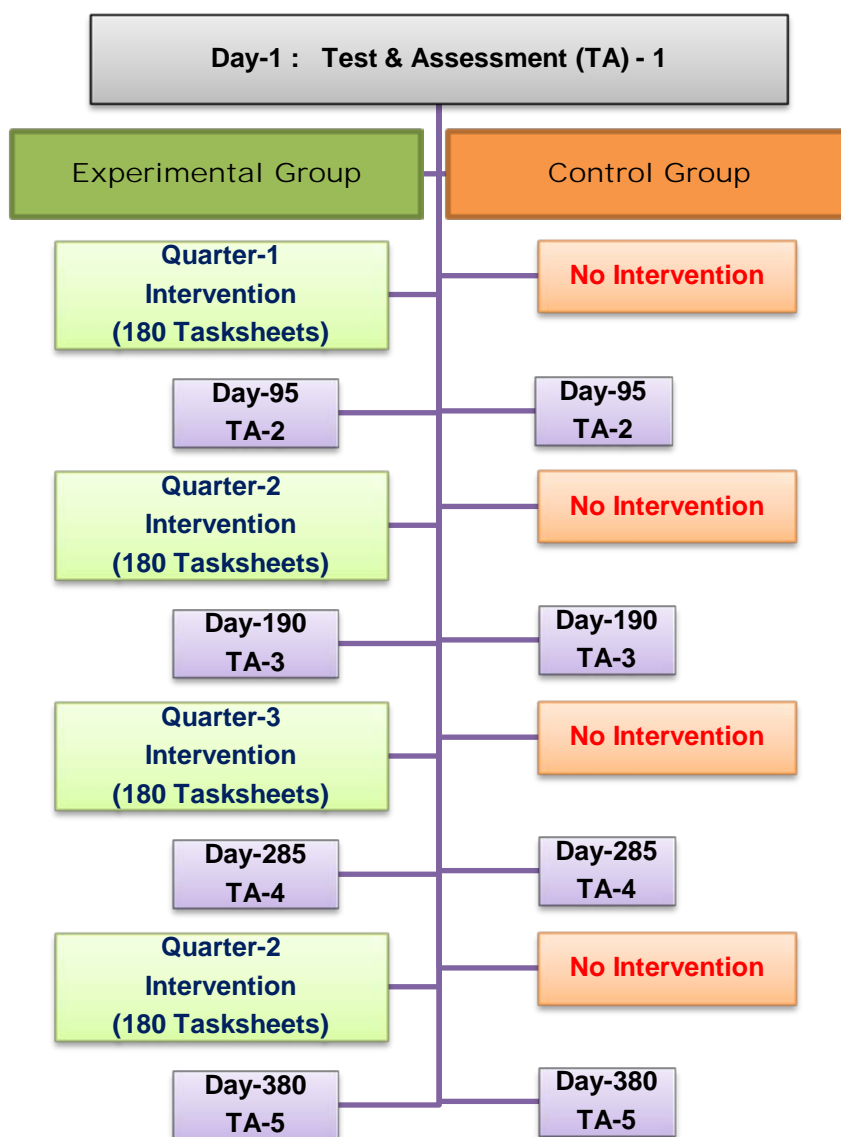 Day-1 :   Test & Assessment (TA) - 1
Experimental Group
Control Group
Quarter-1
Intervention
(180 Tasksheets)
No Intervention
Day-95
TA-2
Day-95
TA-2
Quarter-2
Intervention
(180 Tasksheets)
No Intervention
Day-190
TA-3
Day-190
TA-3
Quarter-3
Intervention
(180 Tasksheets)
No Intervention
Day-285
TA-4
Day-285
TA-4
Quarter-2
Intervention
(180 Tasksheets)
No Intervention
Day-380
TA-5
Day-380
TA-5